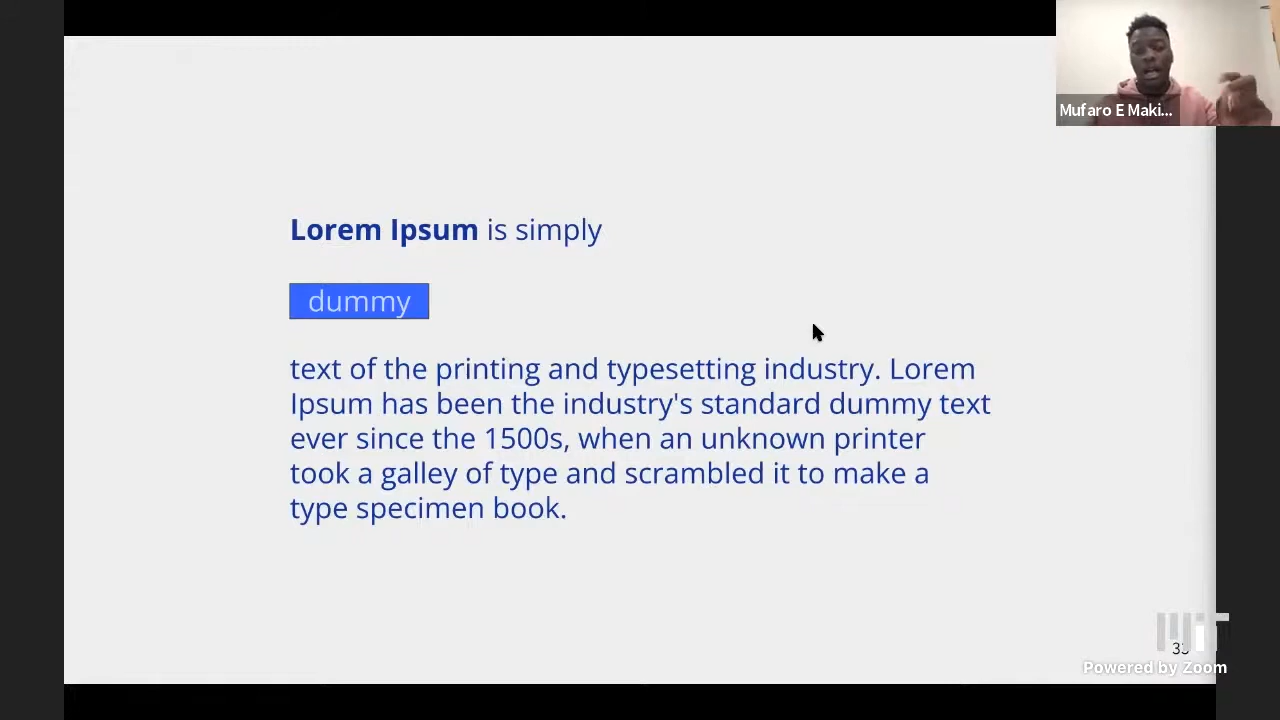 Mufaro E Maki...
Lorem Ipsum is simply
dummy
text of the printing and typesetting industry. Lorem
Ipsum has been the industry's standard dummy text
ever since the 1500s, when an unknown printer
took a galley of type and scrambled it to make a
type specimen book.
MIT
Powered by Zoom